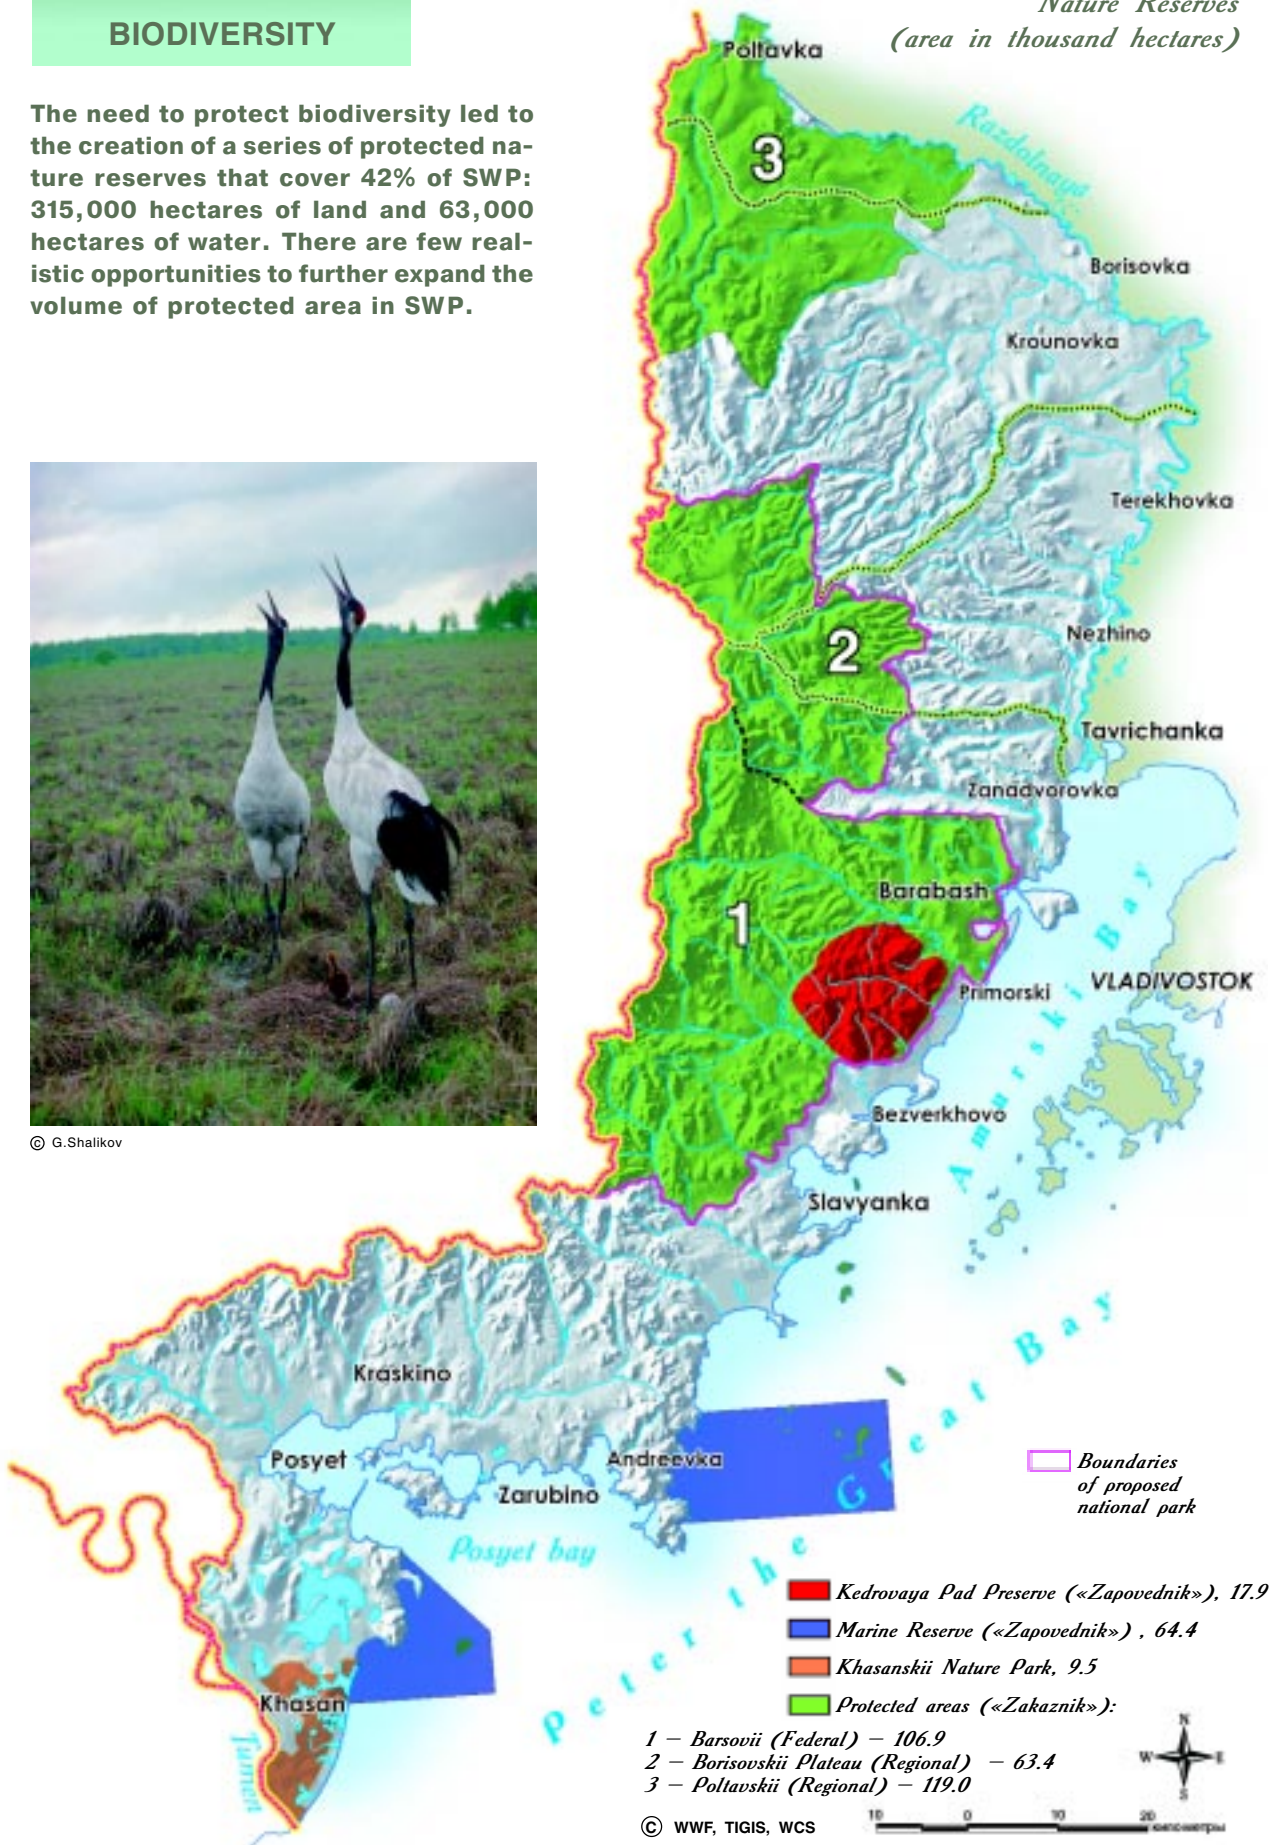 BIODIVERSITY
Nature Reserves
(area in thousand hectares)
The need to protect biodiversity led to
the creation of a series of protected na-
ture reserves that cover 42% of SWP:
315,000 hectares of land and 63,000
hectares of water. There are few real-
istic opportunities to further expand the
volume of protected area in SWP.
© G.Shalikov
Poltavka
Razdolnaya
3
Borisovka
Krounovka
Terekhovka
Nezhino
2
Tavrichanka
Zanadvorovka
Barabash
1
Primorski
VLADIVOSTOK
Amurski Bay
Bezverkhovo
Slavyanka
Kraskino
Posyet
Andreevka
Zarubino
Posyet bay
Peter the Great Bay
Khasan
Tumen
Boundaries
of proposed
national park
Kedrovaya Pad Preserve («Zapovednik»), 17.9
Marine Reserve («Zapovednik») , 64.4
Khasanskii Nature Park, 9.5
Protected areas («Zakaznik»):
1 – Barsovii (Federal) – 106.9
2 – Borisovskii Plateau (Regional) – 63.4
3 – Poltavskii (Regional) – 119.0
N
W E
S
© WWF, TIGIS, WCS
10 0 10 20
километры